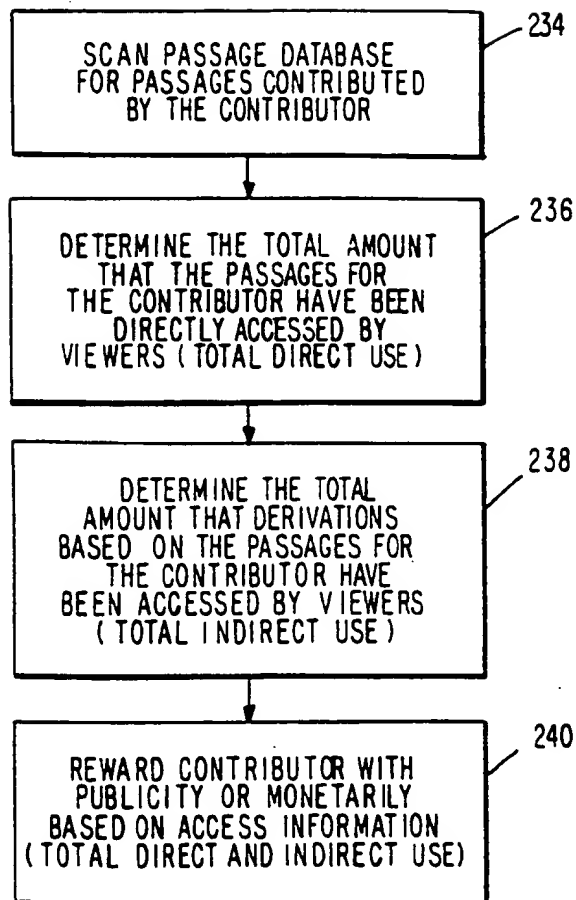 234
SCAN PASSAGE DATABASE
FOR PASSAGES CONTRIBUTED
BY THE CONTRIBUTOR
236
DETERMINE THE TOTAL AMOUNT
THAT THE PASSAGES FOR
THE CONTRIBUTOR HAVE BEEN
DIRECTLY ACCESSED BY
VIEWERS (TOTAL DIRECT USE)
238
DETERMINE THE TOTAL
AMOUNT THAT DERIVATIONS
BASED ON THE PASSAGES FOR
THE CONTRIBUTOR HAVE
BEEN ACCESSED BY VIEWERS
(TOTAL INDIRECT USE)
240
REWARD CONTRIBUTOR WITH
PUBLICITY OR MONETARILY
BASED ON ACCESS INFORMATION
(TOTAL DIRECT AND INDIRECT USE)